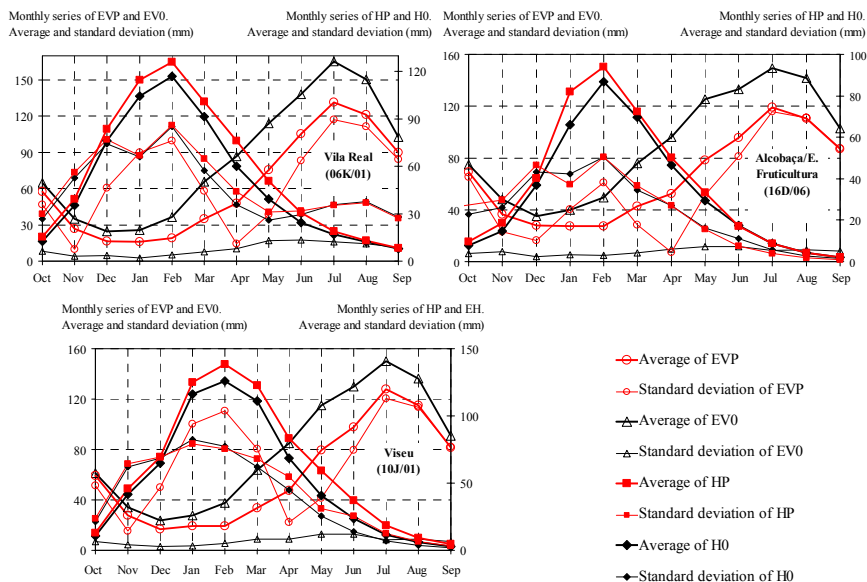 Monthly series of EVP and EV0.
Average and standard deviation (mm)
Monthly series of HP and H0.
Average and standard deviation (mm)
150
120
90
60
30
0
120
90
60
30
0
Vila Real
(06K/01)
Oct Nov Dec Jan Feb Mar Apr May Jun Jul Aug Sep
Monthly series of EVP and EV0.
Average and standard deviation (mm)
Monthly series of HP and H0.
Average and standard deviation (mm)
160
120
80
40
0
100
80
60
40
20
0
Alcobaça/E.
Fruticultura
(16D/06)
Oct Nov Dec Jan Feb Mar Apr May Jun Jul Aug Sep
Monthly series of EVP and EV0.
Average and standard deviation (mm)
Monthly series of HP and EH.
Average and standard deviation (mm)
160
120
80
40
0
150
100
50
0
Viseu
(10J/01)
Oct Nov Dec Jan Feb Mar Apr May Jun Jul Aug Sep
Average of EVP
Standard deviation of EVP
Average of EV0
Standard deviation of EV0
Average of HP
Standard deviation of HP
Average of H0
Standard deviation of H0